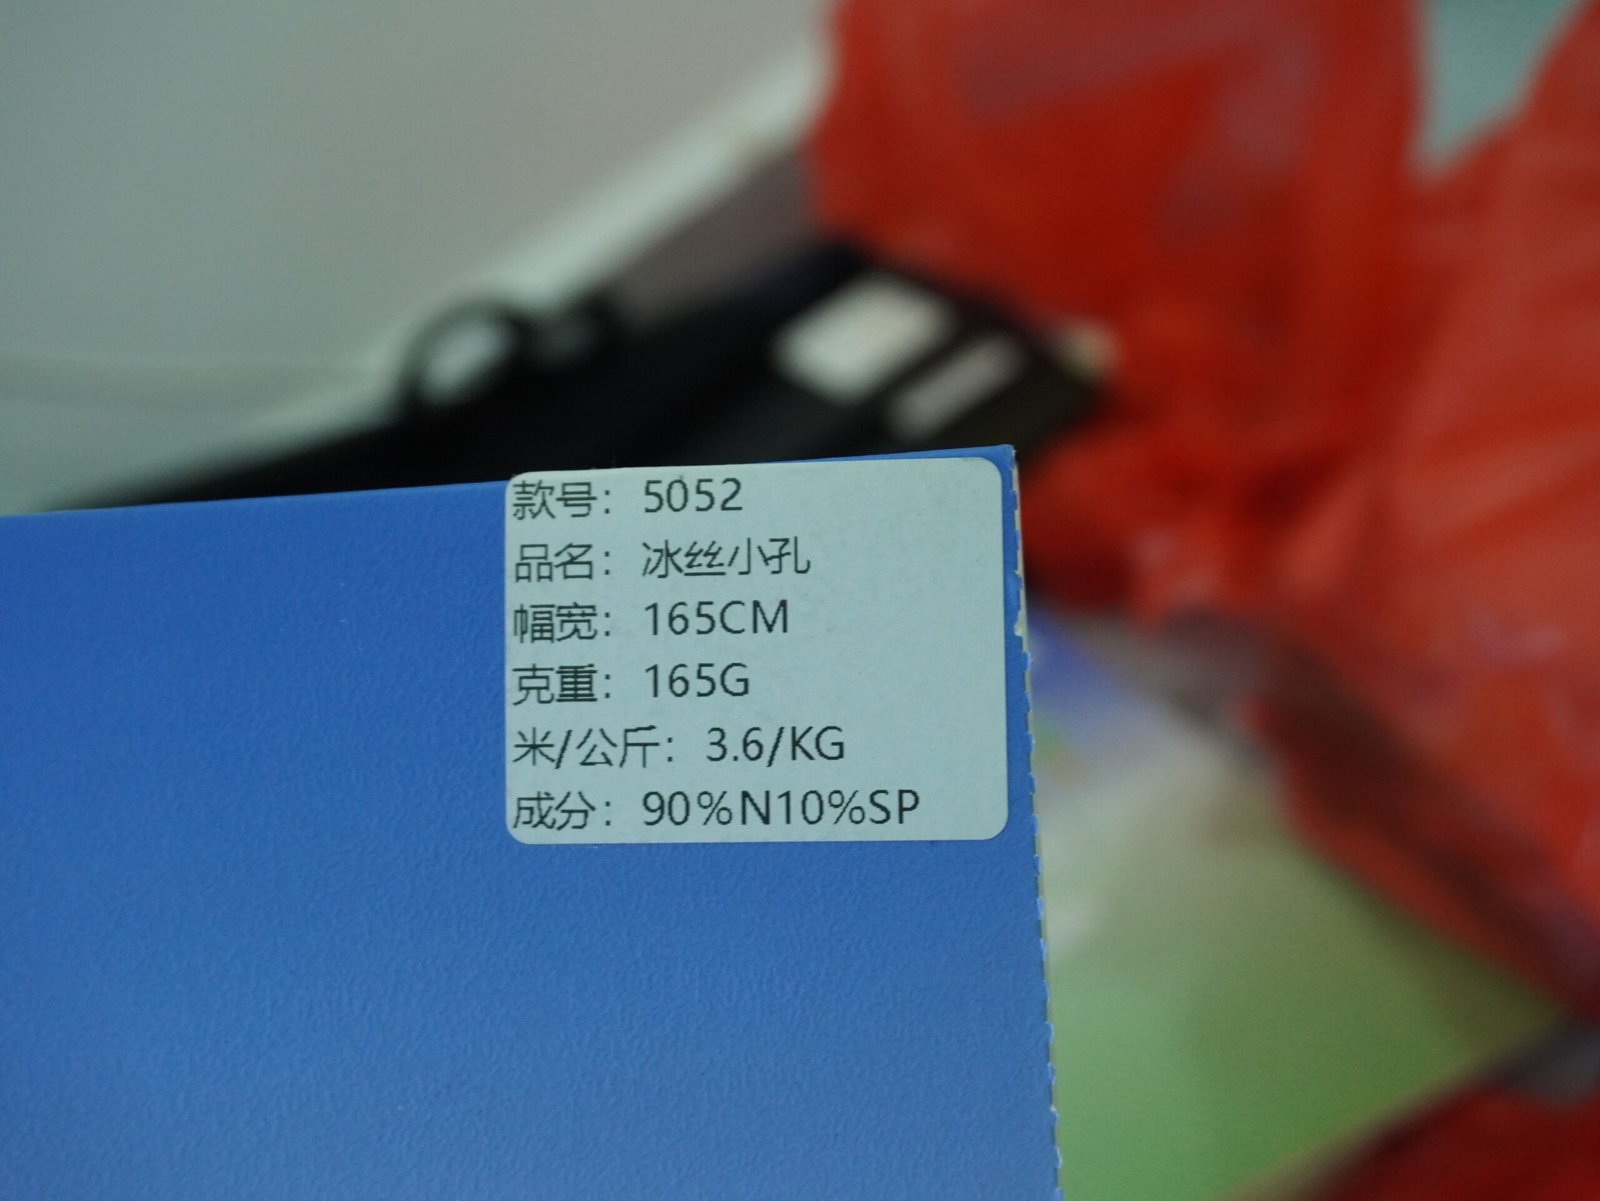 款号：5052
品名：冰丝小孔
幅宽：165CM
克重：165G
米/公斤：3.6/KG
成分：90%N10%SP